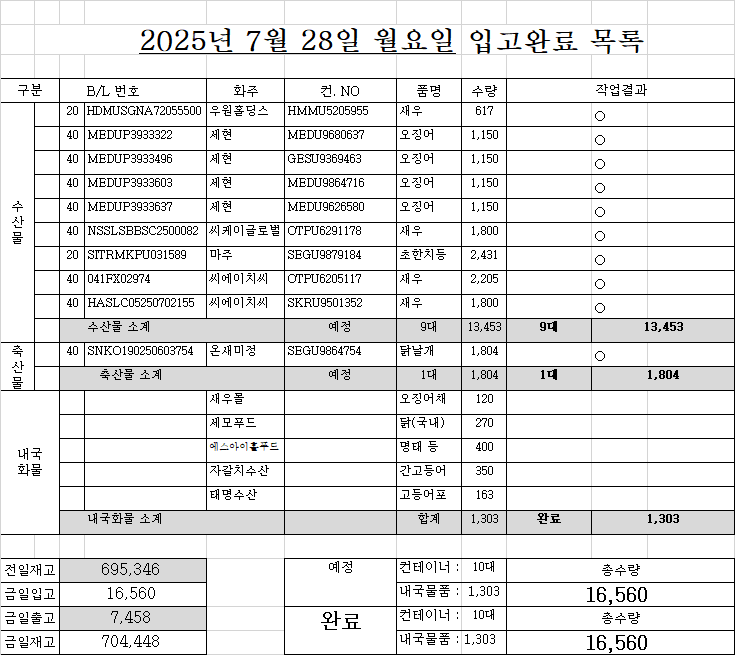 2025년 7월 28일 월요일 입고완료 목록
구분 B/L 번호 화주 컨. NO 품명 수량 작업결과
수산물
20 HDMUSGNA72055500 우원홀딩스 HMMU5205955 새우 617 ○
40 MEDUP3933322 세현 MEDU9680637 오징어 1,150 ○
40 MEDUP3933496 세현 GESU9369463 오징어 1,150 ○
40 MEDUP3933603 세현 MEDU9864716 오징어 1,150 ○
40 MEDUP3933637 세현 MEDU9626580 오징어 1,150 ○
40 NSSLSBBSC2500082 씨케이글로벌 OTPU6291178 새우 1,800 ○
20 SITRMKPU031589 마주 SEGU9879184 초한치등 2,431 ○
40 041FX02974 씨에이치씨 OTPU6205117 새우 2,205 ○
40 HASLC05250702155 씨에이치씨 SKRU9501352 새우 1,800 ○
수산물 소계 예정 9대 13,453 9대 13,453
축산물
40 SNKO190250603754 온새미정 SEGU9864754 닭날개 1,804 ○
축산물 소계 예정 1대 1,804 1대 1,804
내국화물
새우몰 오징어채 120
세모푸드 닭(국내) 270
에스아이홀푸드 명태 등 400
자갈치수산 간고등어 350
태명수산 고등어포 163
내국화물 소계 합계 1,303 완료 1,303
전일재고 695,346 예정 컨테이너 : 10대 총수량
금일입고 16,560 내국물품 : 1,303 16,560
금일출고 7,458 완료 컨테이너 : 10대 총수량
금일재고 704,448 내국물품 : 1,303 16,560